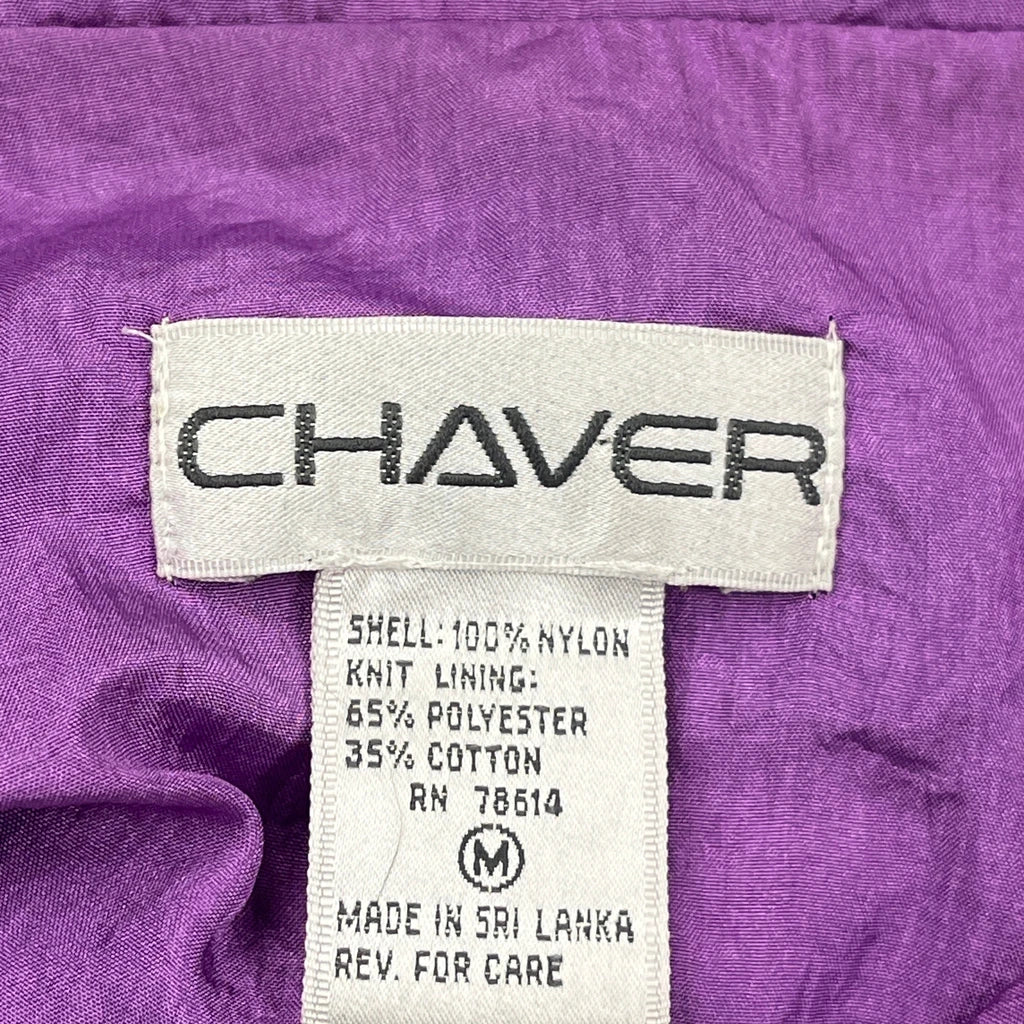 CHAVER
SHELL: 100% NYLON
KNIT LINING:
65% POLYESTER
35% COTTON
RN 78614
M
MADE IN SRI LANKA
REV. FOR CARE